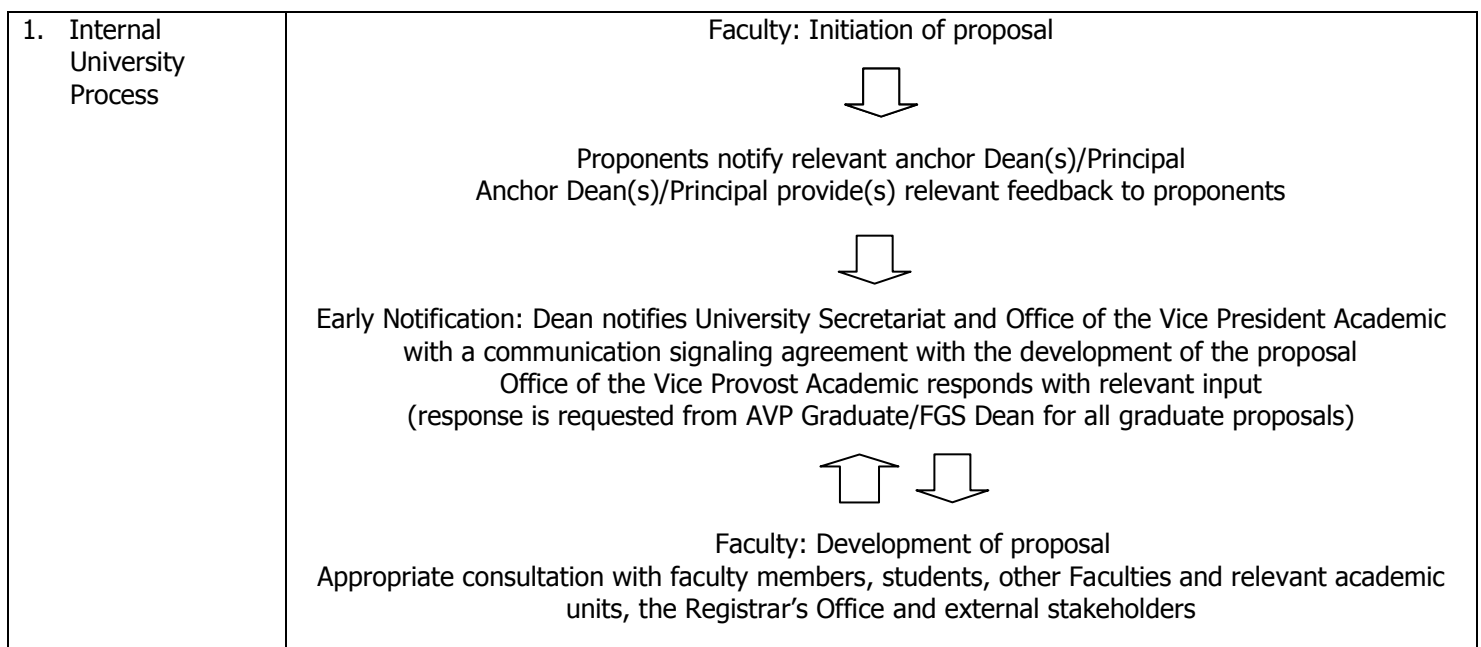 1. Internal
University
Process
Faculty: Initiation of proposal
Proponents notify relevant anchor Dean(s)/Principal
Anchor Dean(s)/Principal provide(s) relevant feedback to proponents
Early Notification: Dean notifies University Secretariat and Office of the Vice President Academic
with a communication signaling agreement with the development of the proposal
Office of the Vice Provost Academic responds with relevant input
(response is requested from AVP Graduate/FGS Dean for all graduate proposals)
Faculty: Development of proposal
Appropriate consultation with faculty members, students, other Faculties and relevant academic
units, the Registrar's Office and external stakeholders